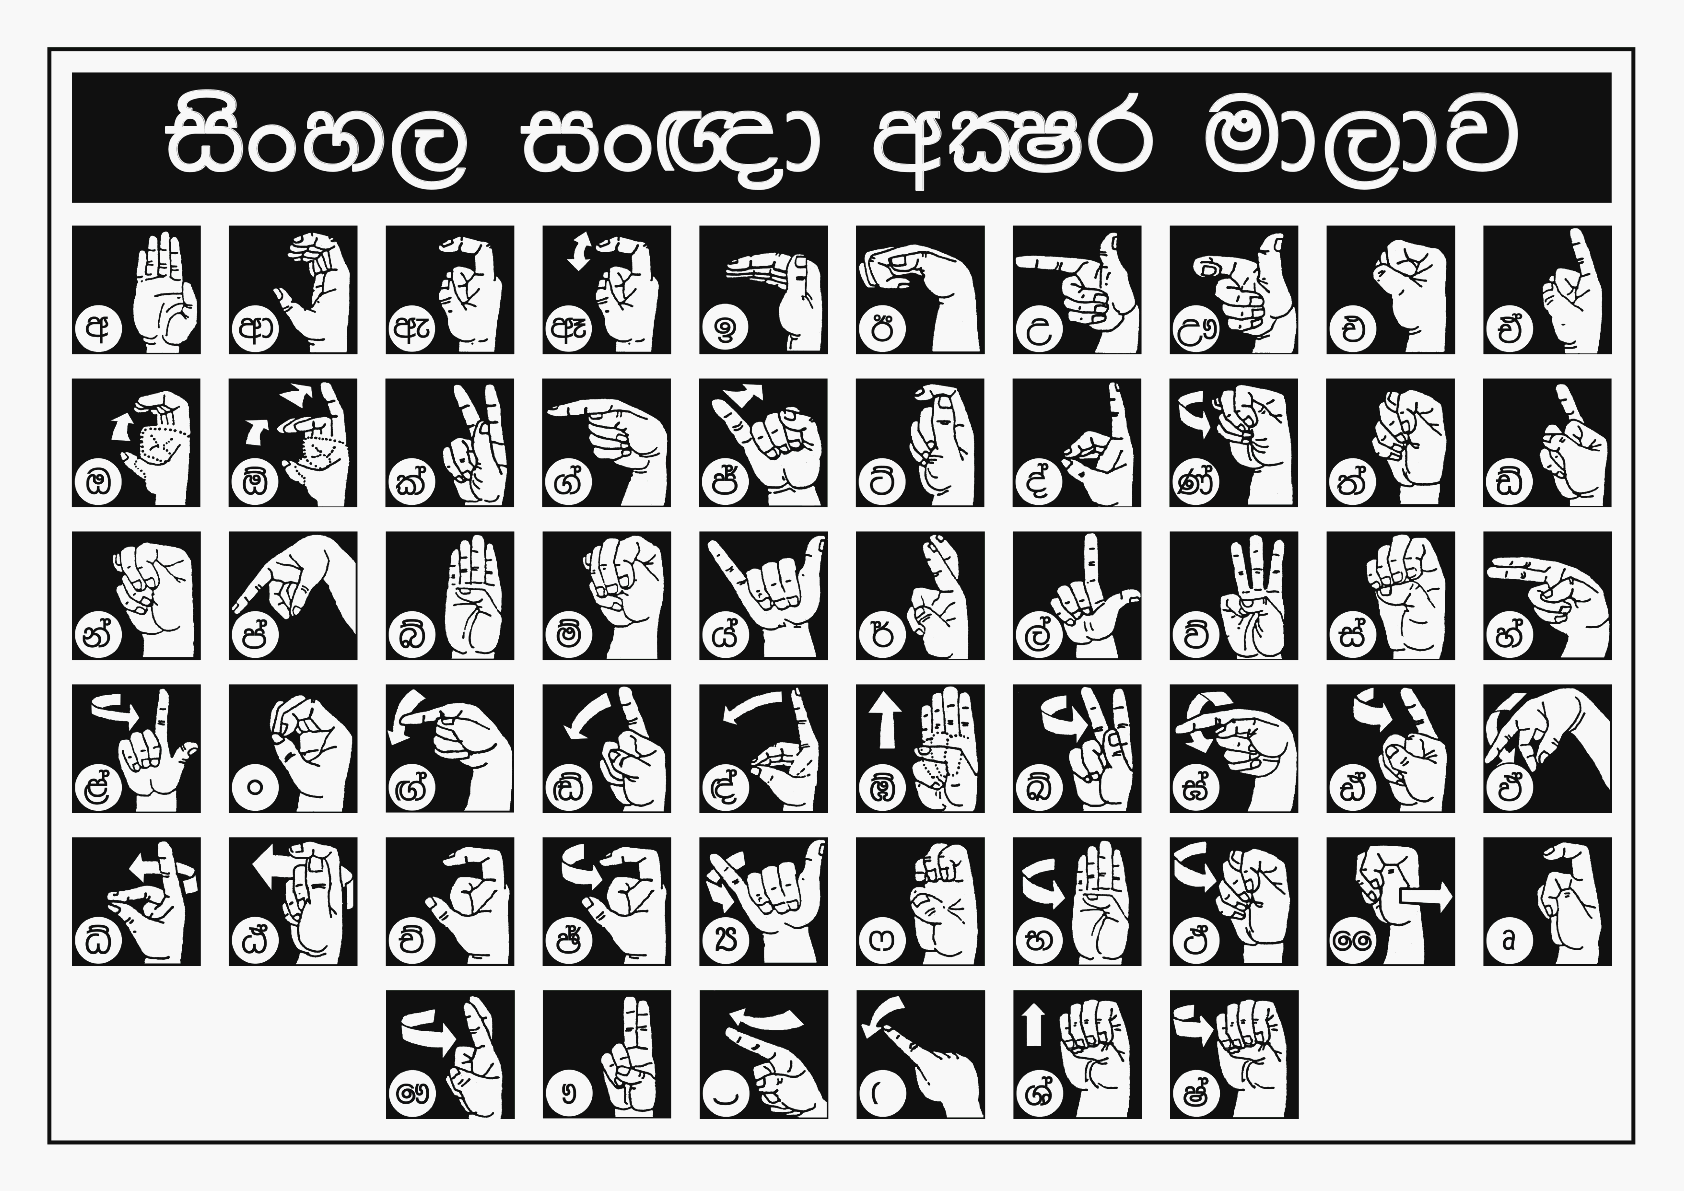 සිංහල සංඥා අක්‍ෂර මාලාව
අ ආ ඇ ඈ ඉ ඊ උ ඌ එ ඒ
ඔ ඕ ක් ග් ජ් ට් ද් ණ් ත් ඩ්
න් ප් බ් ම් ය් ර් ල් ව් ස් හ්
ළ් ං ඟ් ඬ් ඳ් ඹ් ඛ් ඝ් ඪ් ඵ්
ධ් ඨ් ච් ඣ් ඍ ෆ භ ථ් ෛ a
ෟ ් ශ් ෂ්